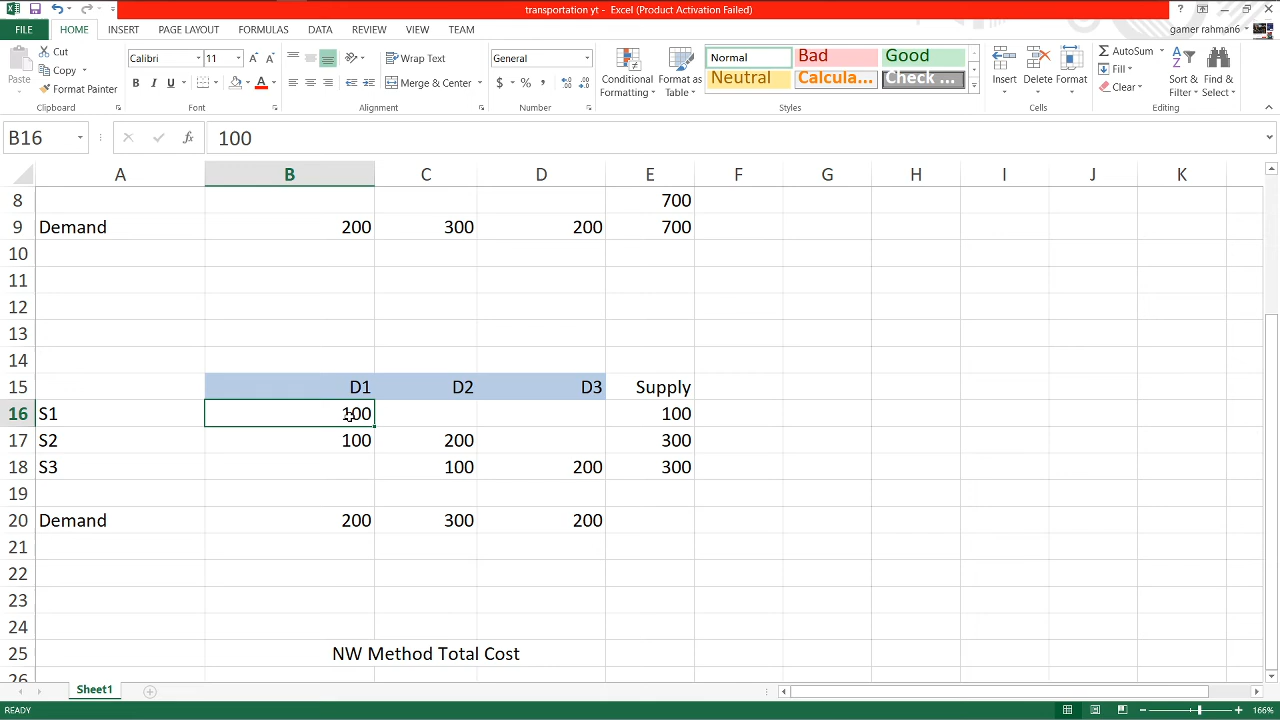 transportation yt - Excel (Product Activation Failed)
FILE HOME INSERT PAGE LAYOUT FORMULAS DATA REVIEW VIEW TEAM gamer rahman6
Paste Cut Copy Format Painter Clipboard
Calibri 11 B I U A Font
Wrap Text Merge & Center Alignment
General $ % , Number
Conditional Formatting Format as Table Normal Bad Good Neutral Calcula... Check ... Styles
Insert Delete Format Cells
AutoSum Fill Clear Sort & Filter Find & Select Editing
B16 fx 100
A B C D E F G H I J K
8 700
9 Demand 200 300 200 700
10
11
12
13
14
15 D1 D2 D3 Supply
16 S1 100 100
17 S2 100 200 300
18 S3 100 200 300
19
20 Demand 200 300 200
21
22
23
24
25 NW Method Total Cost
26
Sheet1
READY 166%